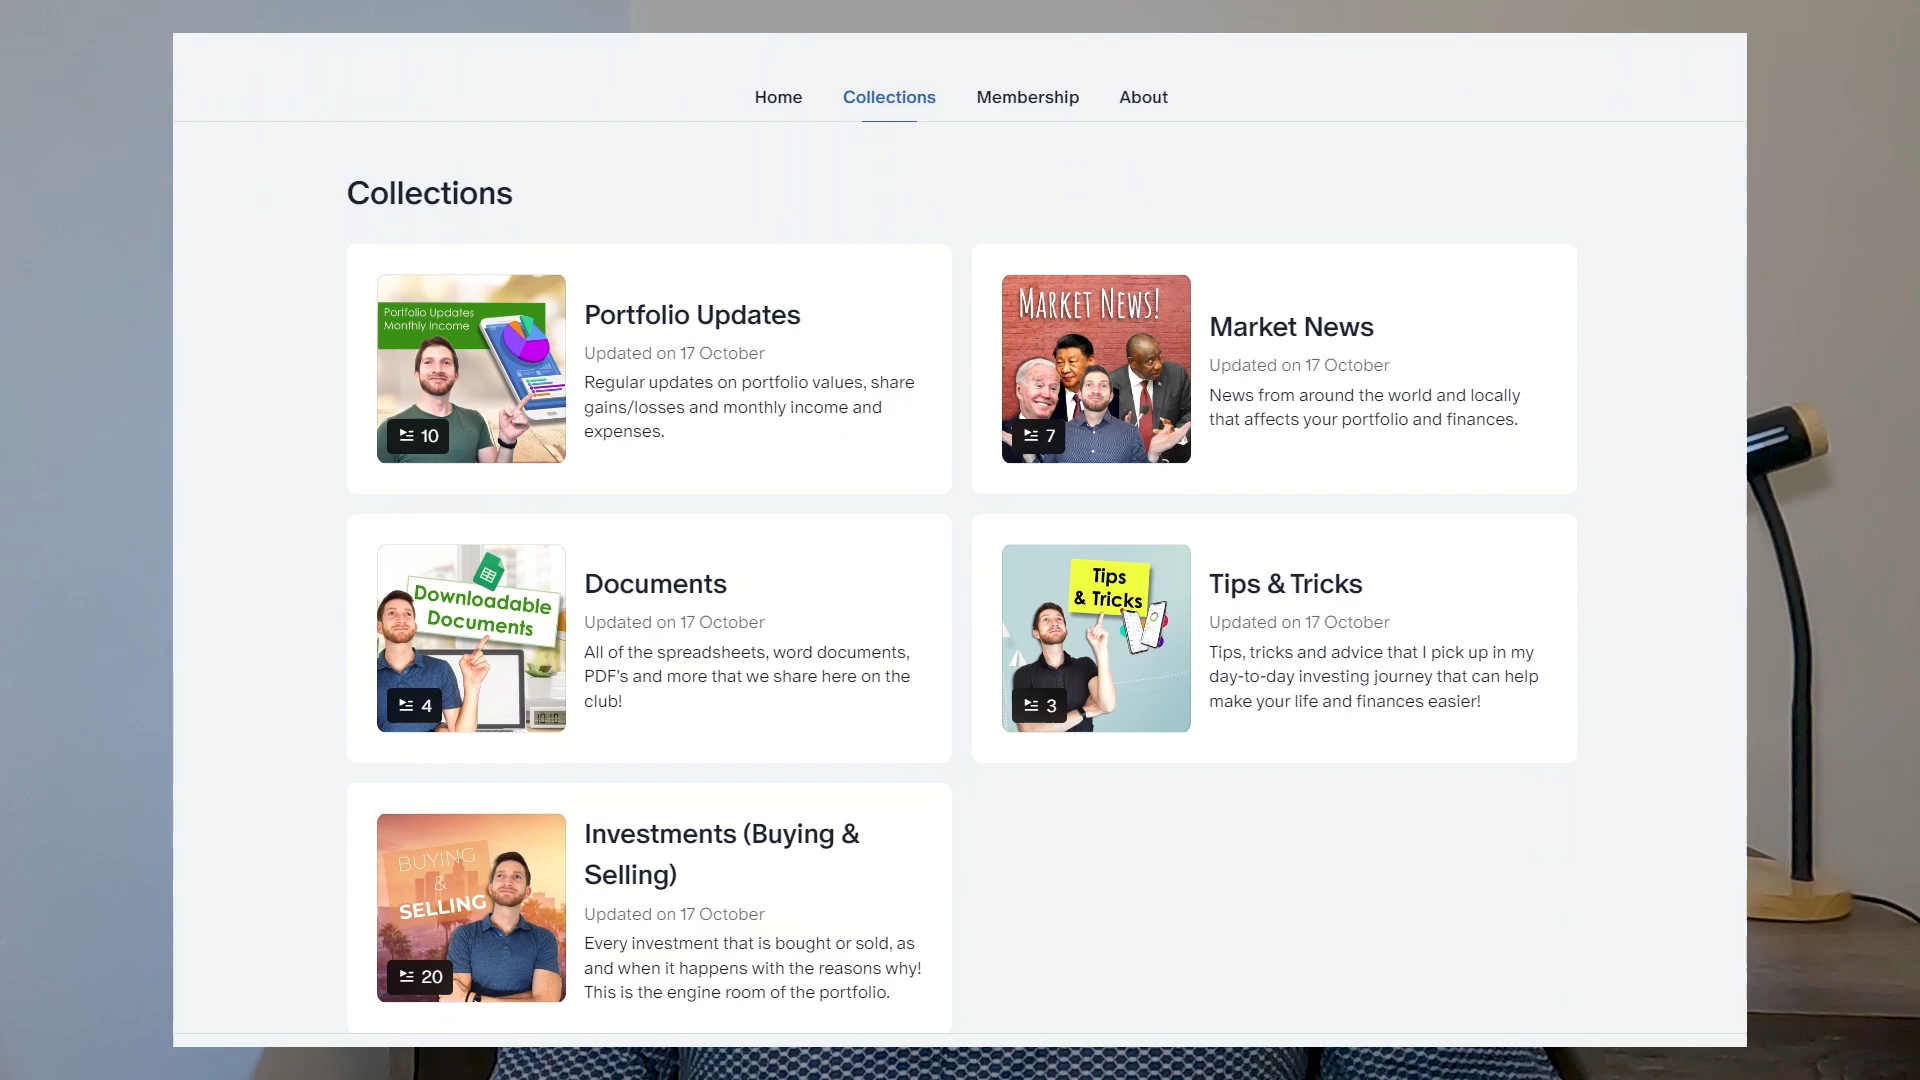 Home
Collections
Membership
About
Collections
Portfolio Updates
Monthly Income
10
Portfolio Updates
Updated on 17 October
Regular updates on portfolio values, share
gains/losses and monthly income and
expenses.
MARKET NEWS!
7
Market News
Updated on 17 October
News from around the world and locally
that affects your portfolio and finances.
Downloadable
Documents
10:10
4
Documents
Updated on 17 October
All of the spreadsheets, word documents,
PDF's and more that we share here on the
club!
Tips
& Tricks
3
Tips & Tricks
Updated on 17 October
Tips, tricks and advice that I pick up in my
day-to-day investing journey that can help
make your life and finances easier!
BUYING
&
SELLING
20
Investments (Buying &
Selling)
Updated on 17 October
Every investment that is bought or sold, as
and when it happens with the reasons why!
This is the engine room of the portfolio.